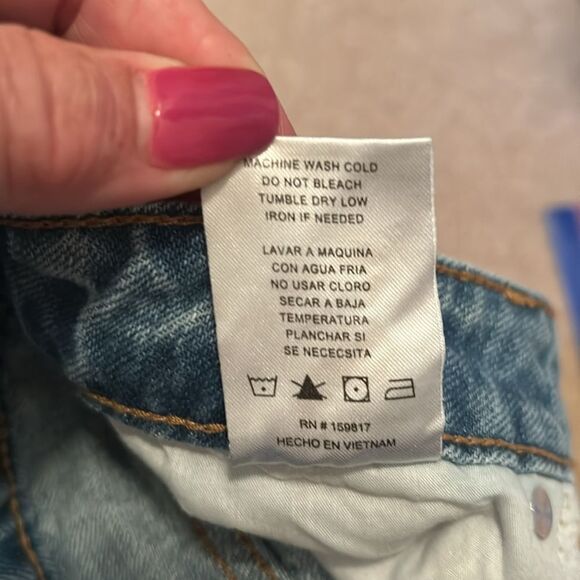 MACHINE WASH COLD
DO NOT BLEACH
TUMBLE DRY LOW
IRON IF NEEDED
LAVAR A MAQUINA
CON AGUA FRIA
NO USAR CLORO
SECAR A BAJA
TEMPERATURA
PLANCHAR SI
SE NECECSITA
RN # 159817
HECHO EN VIETNAM